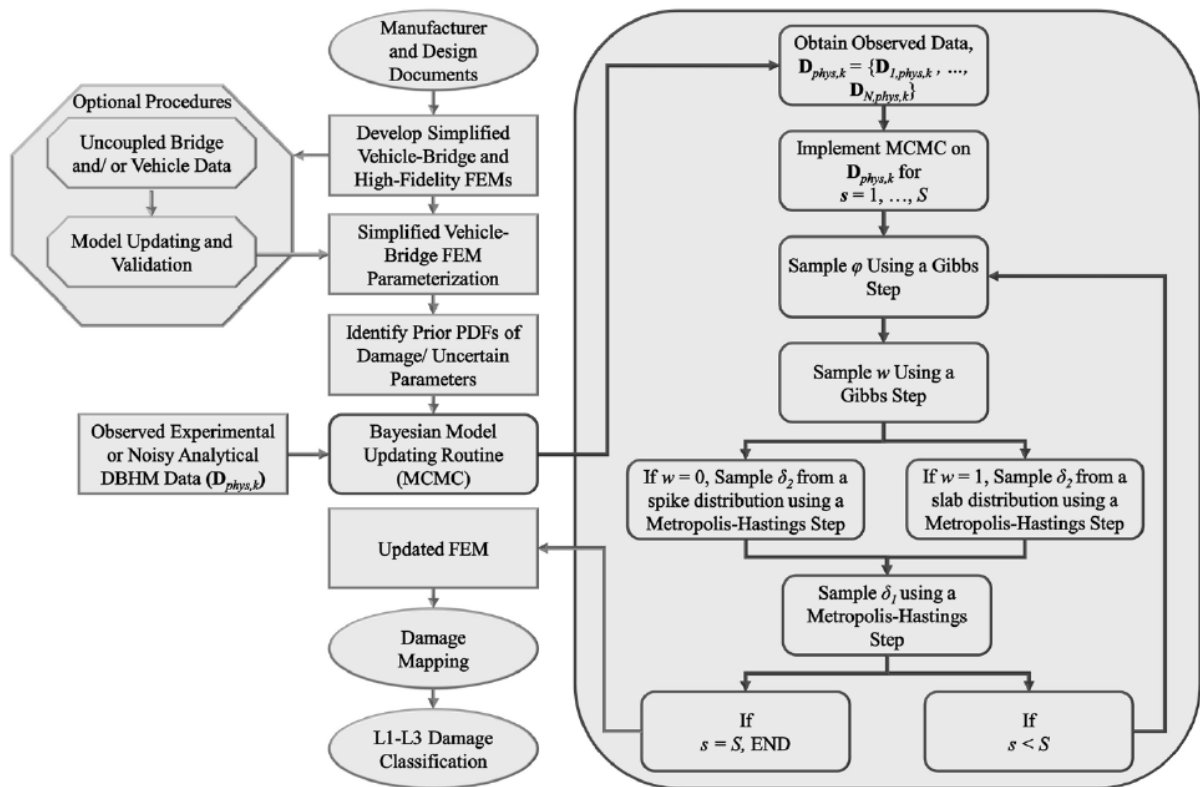 Manufacturer
and Design
Documents
Optional Procedures
Uncoupled Bridge
and/ or Vehicle Data
Model Updating and
Validation
Develop Simplified
Vehicle-Bridge and
High-Fidelity FEMs
Simplified Vehicle-
Bridge FEM
Parameterization
Identify Prior PDFs of
Damage/ Uncertain
Parameters
Observed Experimental
or Noisy Analytical
DBHM Data (D_phys,k)
Bayesian Model
Updating Routine
(MCMC)
Updated FEM
Damage
Mapping
L1-L3 Damage
Classification
Obtain Observed Data,
D_phys,k = {D_1,phys,k , ...,
D_N,phys,k}
Implement MCMC on
D_phys,k for
s = 1, …, S
Sample φ Using a Gibbs
Step
Sample w Using a
Gibbs Step
If w = 0, Sample δ₂ from a
spike distribution using a
Metropolis-Hastings Step
If w = 1, Sample δ₂ from a
slab distribution using a
Metropolis-Hastings Step
Sample δ₁ using a
Metropolis-Hastings
Step
If
s = S, END
If
s < S